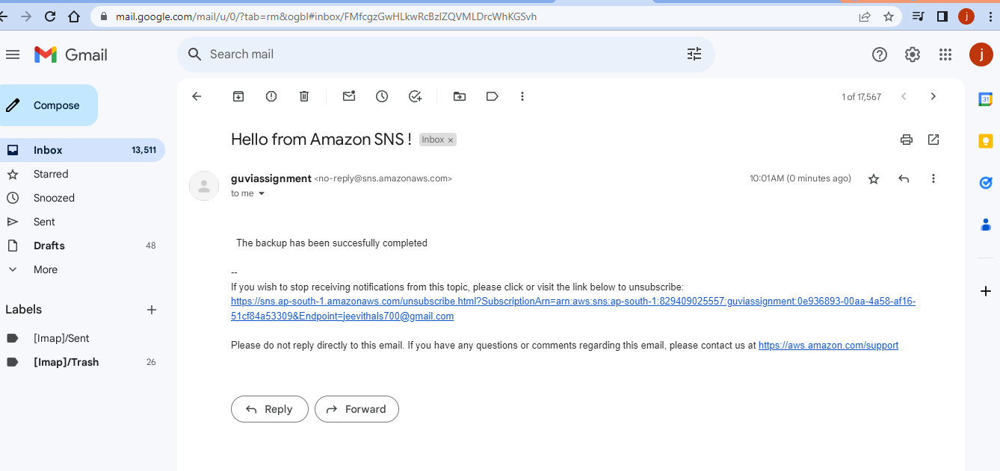 mail.google.com/mail/u/0/?tab=rm&ogbl#inbox/FMfcgzGwHLkwRcBzIZQVMLDrcWhKGSvh
j
Gmail
Search mail
j
Compose
1 of 17,567
31
Inbox 13,511
Hello from Amazon SNS ! Inbox ×
Starred
guviassignment <no-reply@sns.amazonaws.com> 10:01AM (0 minutes ago)
to me
Snoozed
Sent
Drafts 48
More
The backup has been succesfully completed
--
If you wish to stop receiving notifications from this topic, please click or visit the link below to unsubscribe:
https://sns.ap-south-1.amazonaws.com/unsubscribe.html?SubscriptionArn=arn:aws:sns:ap-south-1:829409025557:guviassignment:0e936893-00aa-4a58-af16-
51cf84a53309&Endpoint=jeevithals700@gmail.com
Please do not reply directly to this email. If you have any questions or comments regarding this email, please contact us at https://aws.amazon.com/support
Labels
[Imap]/Sent
[Imap]/Trash 26
Reply Forward